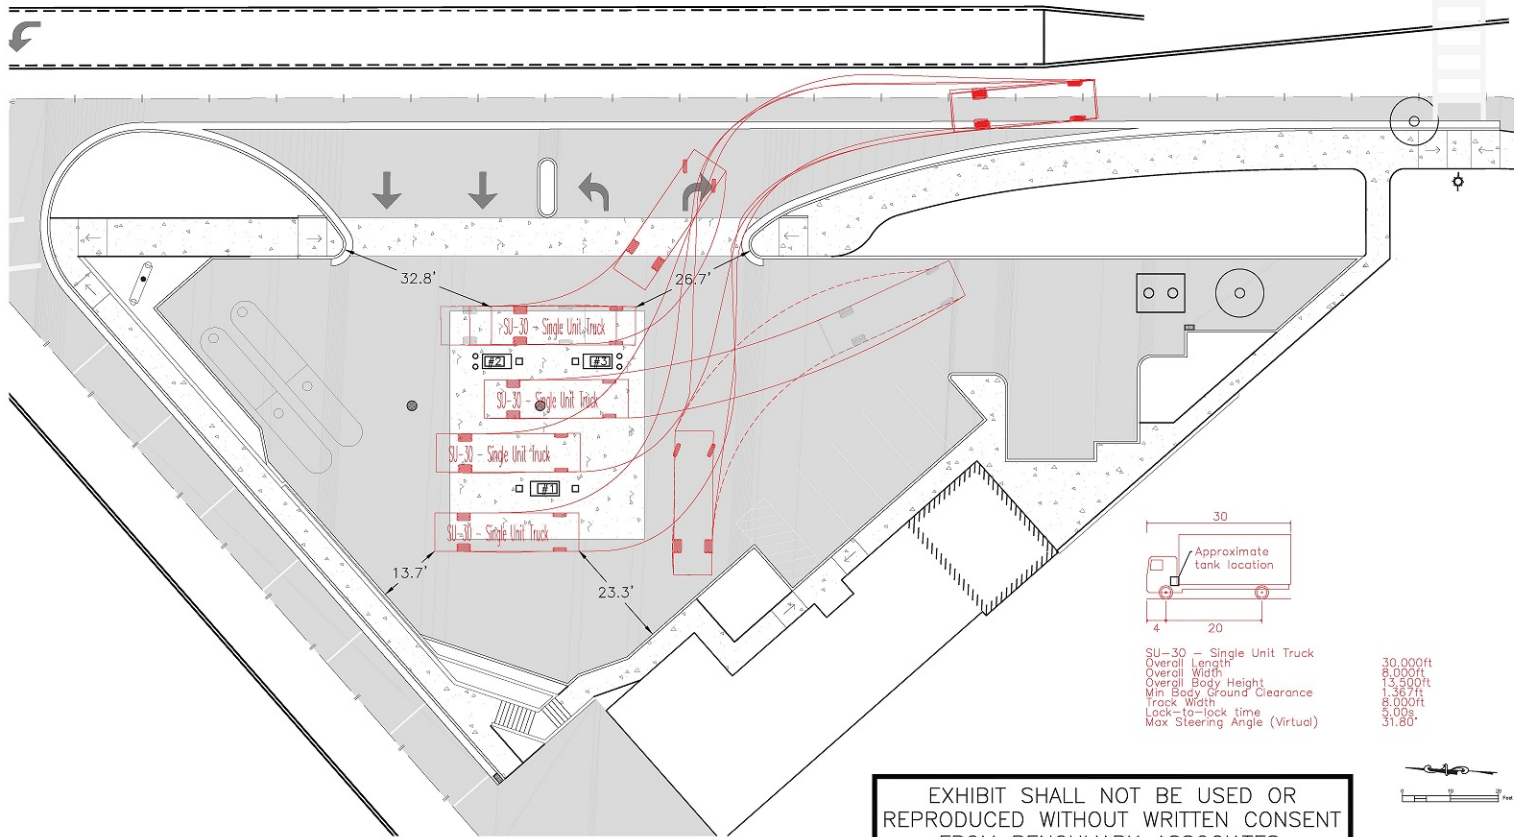 32.8'
26.7'
SU-30 - Single Unit Truck
#2
#3
SU-30 - Single Unit Truck
SU-30 - Single Unit Truck
#1
SU-30 - Single Unit Truck
13.7'
23.3'
30
Approximate
tank location
4 20
SU-30 - Single Unit Truck
Overall Length 30.000ft
Overall Width 8.000ft
Overall Body Height 13.500ft
Min Body Ground Clearance 1.367ft
Track Width 8.000ft
Lock-to-lock time 5.00s
Max Steering Angle (Virtual) 31.80°
Feet
EXHIBIT SHALL NOT BE USED OR
REPRODUCED WITHOUT WRITTEN CONSENT
FROM BENCHMARK ASSOCIATES